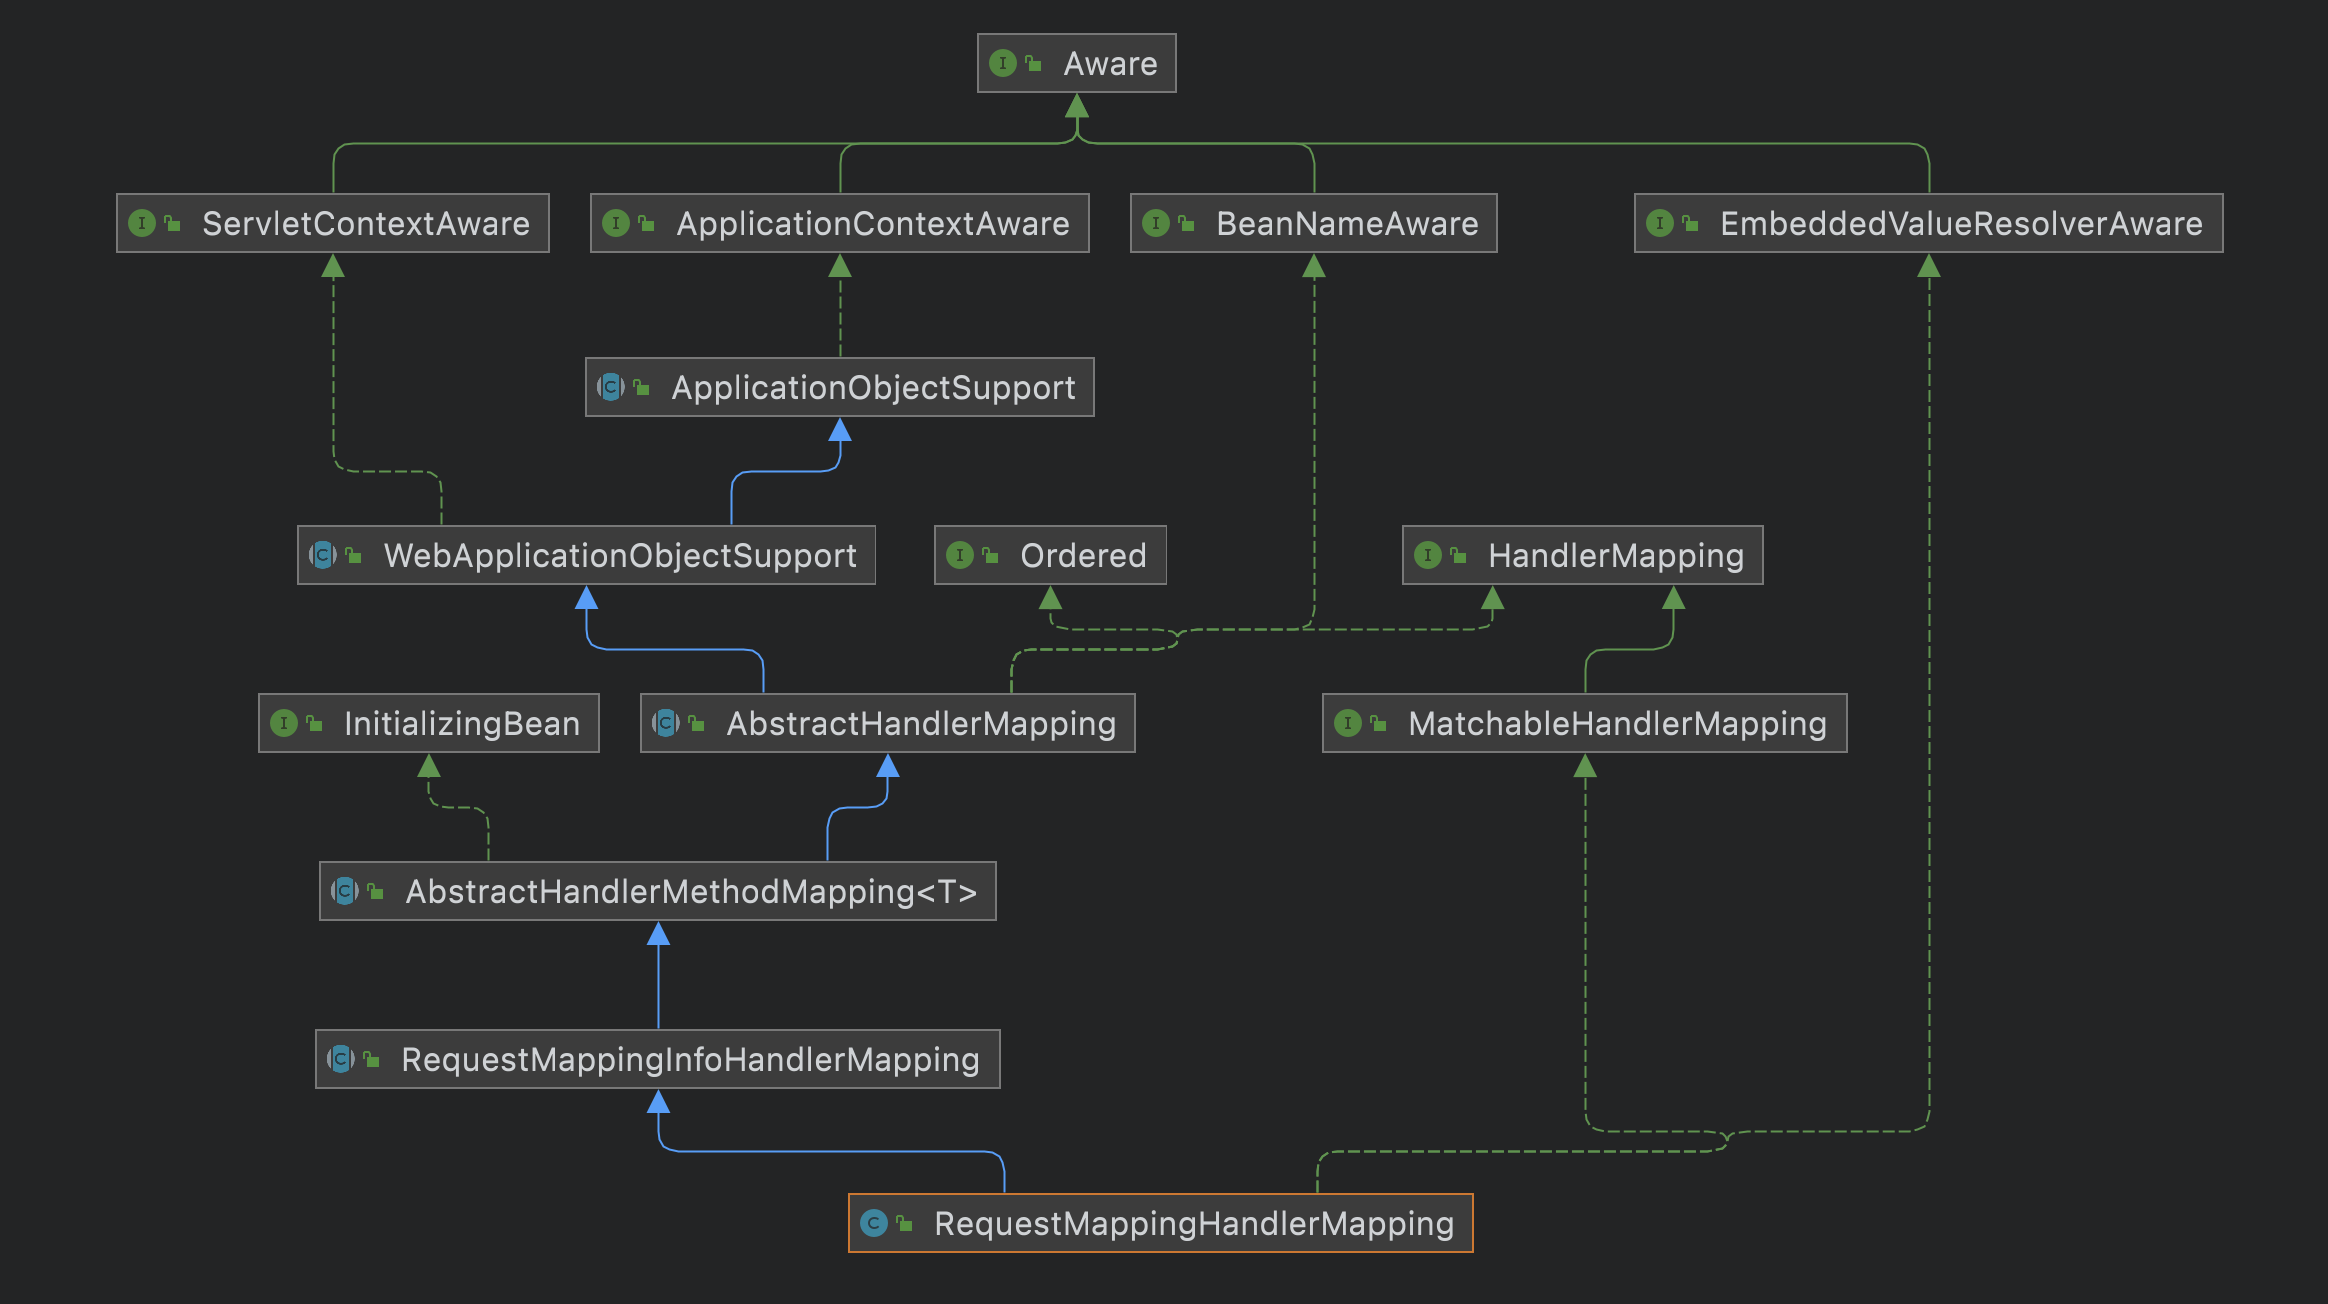 I Aware
I ServletContextAware
I ApplicationContextAware
I BeanNameAware
I EmbeddedValueResolverAware
C ApplicationObjectSupport
C WebApplicationObjectSupport
I Ordered
I HandlerMapping
I InitializingBean
C AbstractHandlerMapping
I MatchableHandlerMapping
C AbstractHandlerMethodMapping<T>
C RequestMappingInfoHandlerMapping
C RequestMappingHandlerMapping